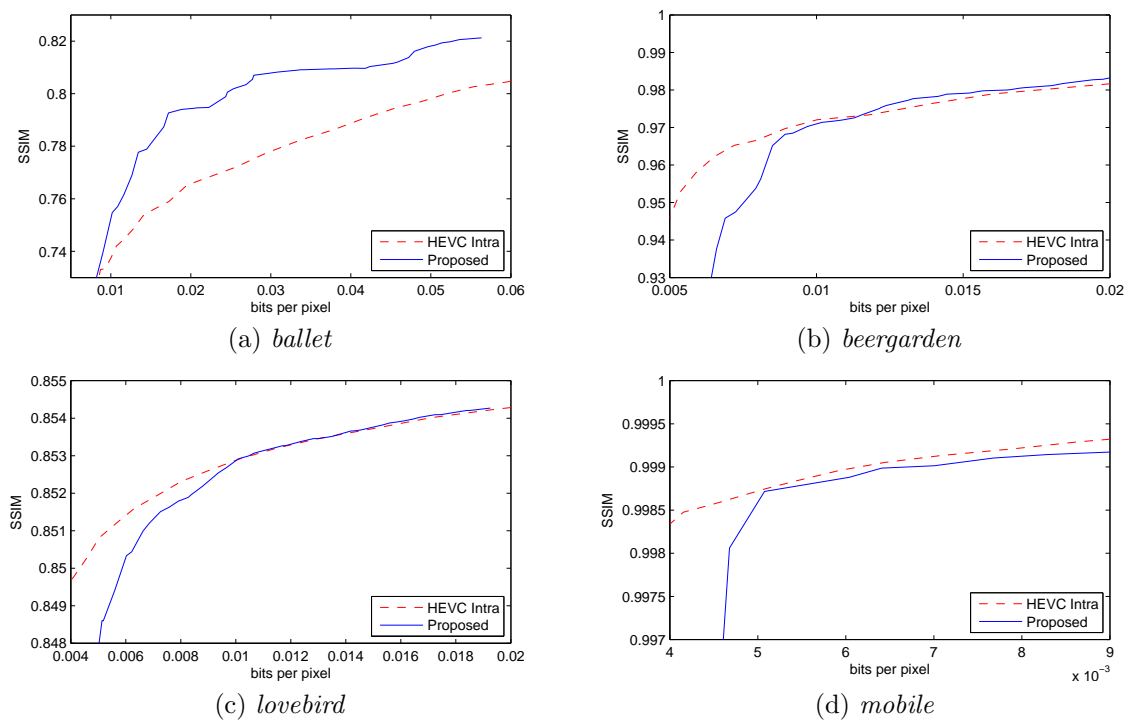 0.82
0.8
0.78
0.76
0.74
SSIM
0.01
0.02
0.03
0.04
0.05
0.06
bits per pixel
HEVC Intra
Proposed
(a) ballet
1
0.99
0.98
0.97
0.96
0.95
0.94
0.93
SSIM
0.005
0.01
0.015
0.02
bits per pixel
HEVC Intra
Proposed
(b) beergarden
0.855
0.854
0.853
0.852
0.851
0.85
0.849
0.848
SSIM
0.004
0.006
0.008
0.01
0.012
0.014
0.016
0.018
0.02
bits per pixel
HEVC Intra
Proposed
(c) lovebird
1
0.9995
0.999
0.9985
0.998
0.9975
0.997
SSIM
4
5
6
7
8
9
x 10⁻³
bits per pixel
HEVC Intra
Proposed
(d) mobile